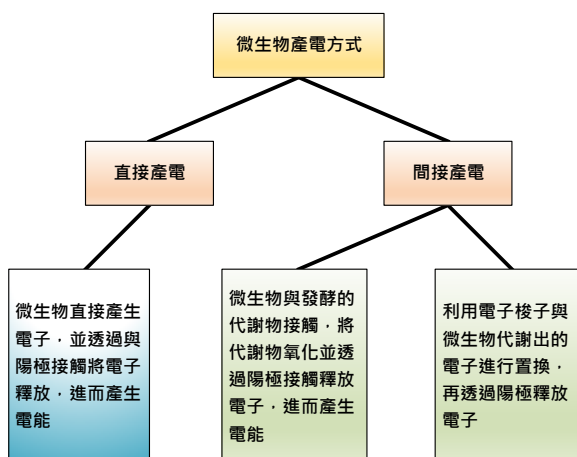 微生物產電方式
直接產電
間接產電
微生物直接產生
電子，並透過與
陽極接觸將電子
釋放，進而產生
電能
微生物與發酵的
代謝物接觸，將
代謝物氧化並透
過陽極接觸釋放
電子，進而產生
電能
利用電子梭子與
微生物代謝出的
電子進行置換，
再透過陽極釋放
電子